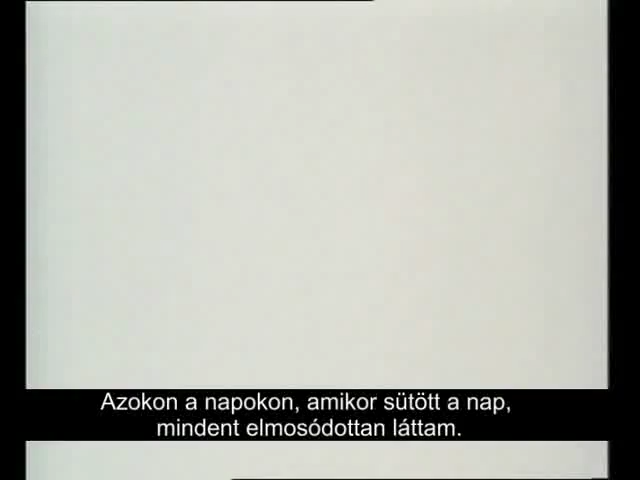 Azokon a napokon, amikor sütött a nap,
mindent elmosódottan láttam.